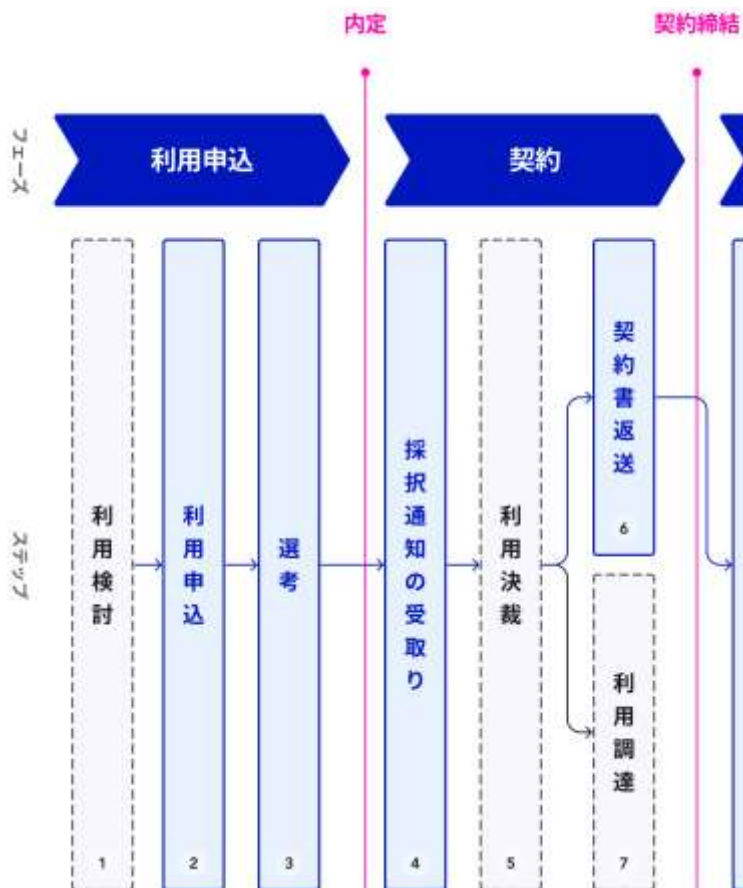 内定
契約締結
フェーズ
利用申込
契約
ステップ
利用検討
1
利用申込
2
選考
3
採択通知の受取り
4
利用決裁
5
契約書返送
6
利用調達
7